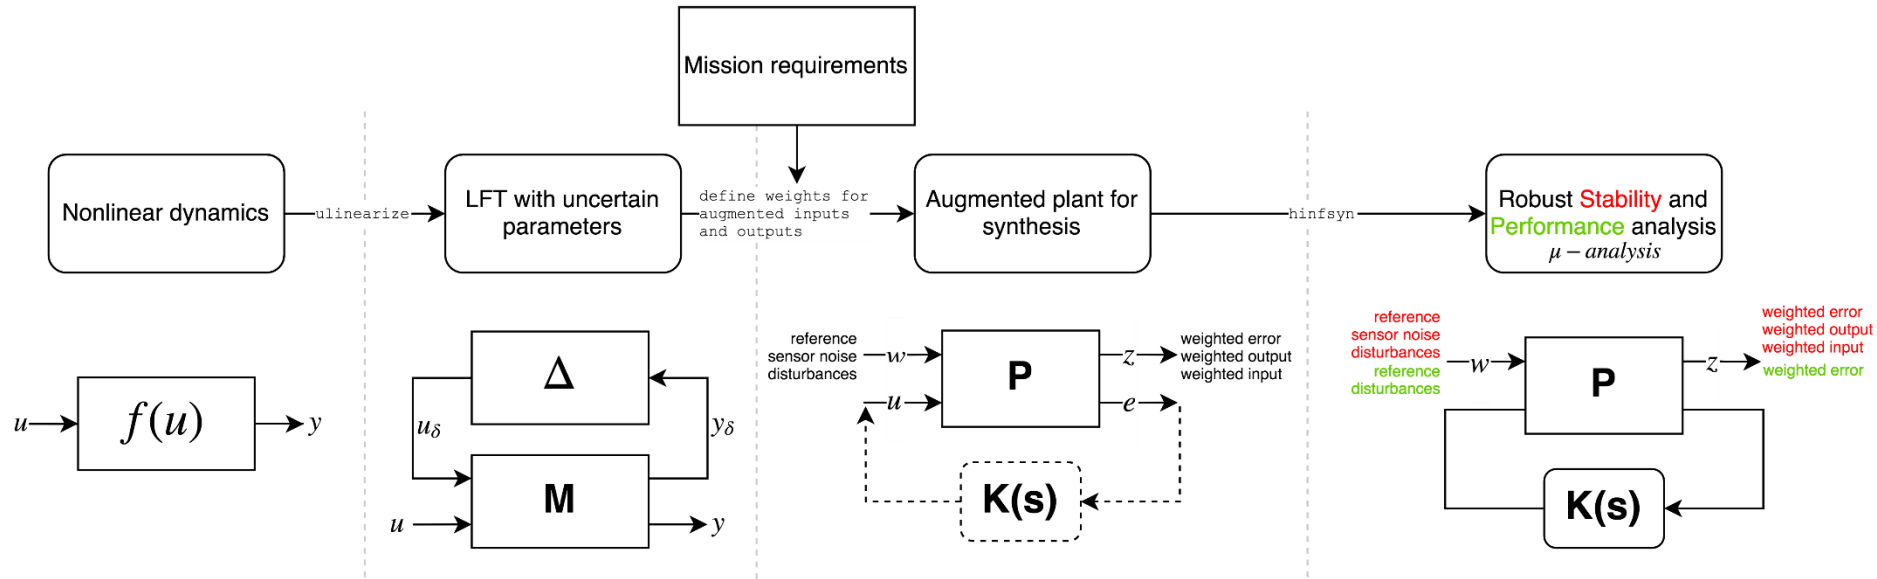 Mission requirements
Nonlinear dynamics
ulinearize
LFT with uncertain
parameters
define weights for
augmented inputs
and outputs
Augmented plant for
synthesis
hinfsyn
Robust Stability and
Performance analysis
μ − analysis
u
f(u)
y
Δ
u_δ
y_δ
M
u
y
reference
sensor noise
disturbances
w
u
P
z
e
weighted error
weighted output
weighted input
K(s)
reference
sensor noise
disturbances
reference
disturbances
w
P
z
weighted error
weighted output
weighted input
weighted error
K(s)